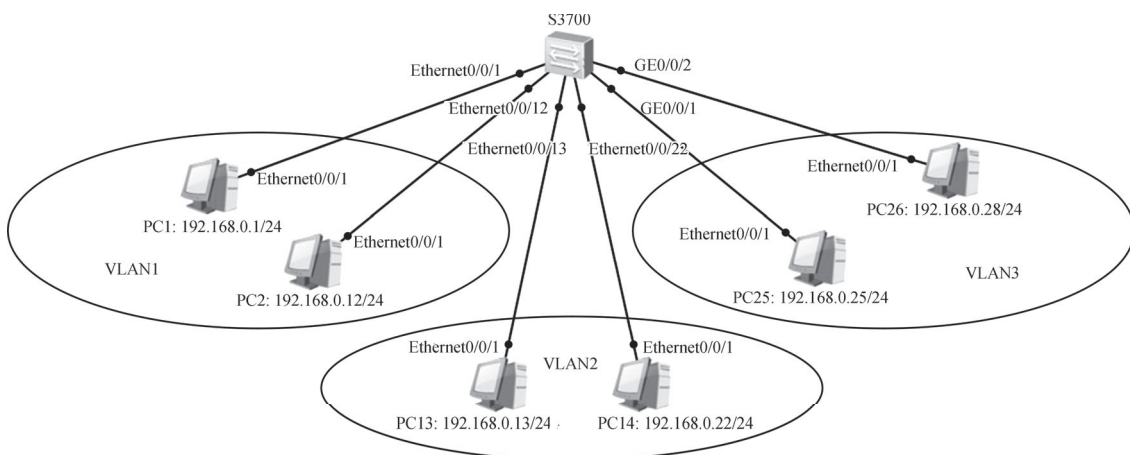 S3700
Ethernet0/0/1
GE0/0/2
Ethernet0/0/12
GE0/0/1
Ethernet0/0/13
Ethernet0/0/22
Ethernet0/0/1
Ethernet0/0/1
PC1: 192.168.0.1/24
PC26: 192.168.0.28/24
Ethernet0/0/1
Ethernet0/0/1
VLAN1
VLAN3
PC2: 192.168.0.12/24
PC25: 192.168.0.25/24
Ethernet0/0/1
VLAN2
Ethernet0/0/1
PC13: 192.168.0.13/24
PC14: 192.168.0.22/24